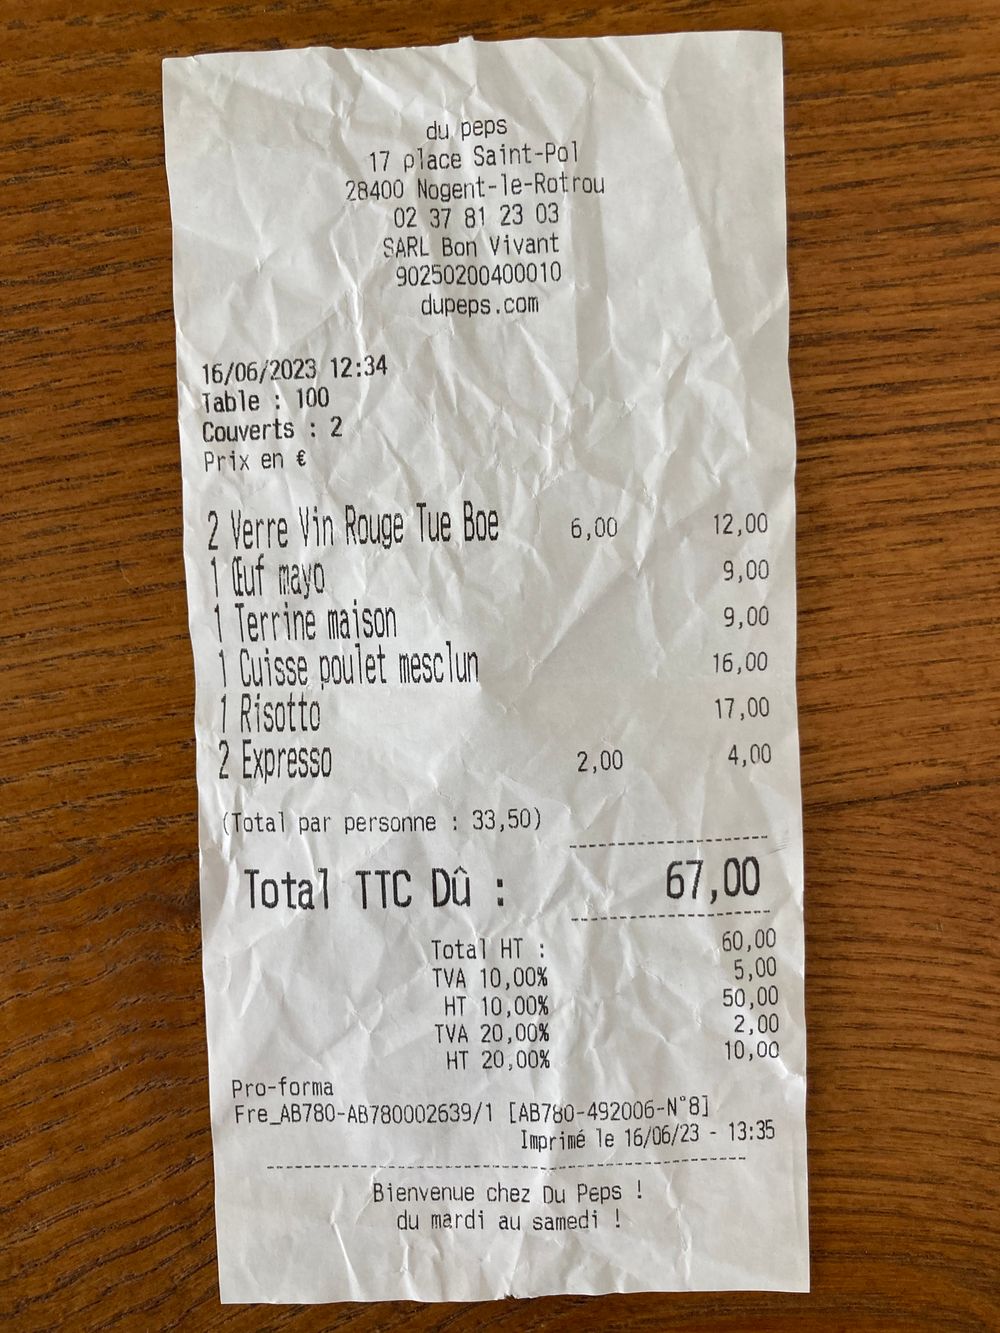 du peps
17 place Saint-Pol
28400 Nogent-le-Rotrou
02 37 81 23 03
SARL Bon Vivant
90250200400010
dupeps.com
16/06/2023 12:34
Table : 100
Couverts : 2
Prix en €
2 Verre Vin Rouge Tue Boe 6,00 12,00
1 Œuf mayo 9,00
1 Terrine maison 9,00
1 Cuisse poulet mesclun 16,00
1 Risotto 17,00
2 Expresso 2,00 4,00
(Total par personne : 33,50)
Total TTC Dû : 67,00
Total HT : 60,00
TVA 10,00% 5,00
HT 10,00% 50,00
TVA 20,00% 2,00
HT 20,00% 10,00
Pro-forma
Fre_AB780-AB780002639/1 [AB780-492006-N°8]
Imprimé le 16/06/23 - 13:35
Bienvenue chez Du Peps !
du mardi au samedi !